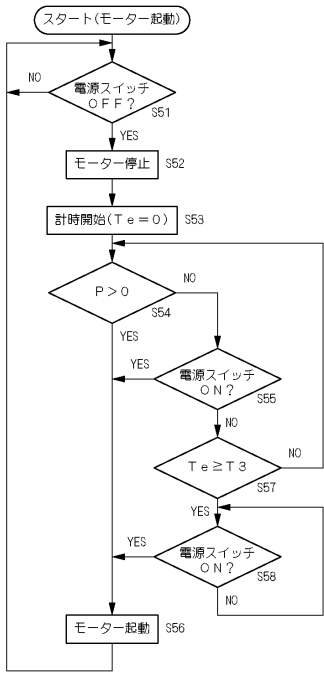 スタート(モーター起動)
NO
電源スイッチ
OFF?
S51
YES
モーター停止
S52
計時開始(Te=0)
S53
P>0
NO
S54
YES
YES
電源スイッチ
ON?
S55
NO
Te≥T3
NO
S57
YES
YES
電源スイッチ
ON?
S58
NO
モーター起動
S56